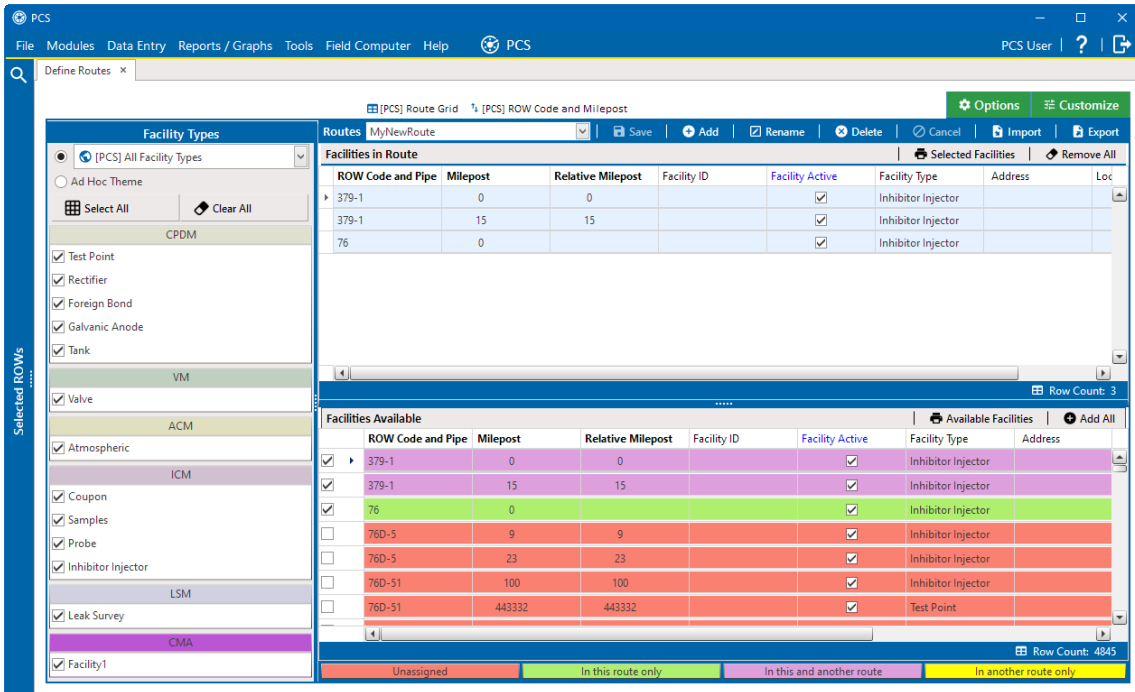 PCS
File Modules Data Entry Reports / Graphs Tools Field Computer Help PCS PCS User ?
Define Routes ×
Selected ROWs
[PCS] Route Grid [PCS] ROW Code and Milepost
Options Customize
Facility Types
[PCS] All Facility Types
Ad Hoc Theme
Select All Clear All
CPDM
Test Point
Rectifier
Foreign Bond
Galvanic Anode
Tank
VM
Valve
ACM
Atmospheric
ICM
Coupon
Samples
Probe
Inhibitor Injector
LSM
Leak Survey
CMA
Facility1
Routes MyNewRoute Save Add Rename Delete Cancel Import Export
Facilities in Route Selected Facilities Remove All
ROW Code and Pipe Milepost Relative Milepost Facility ID Facility Active Facility Type Address Loc
379-1 0 0 Inhibitor Injector
379-1 15 15 Inhibitor Injector
76 0 Inhibitor Injector
Row Count: 3
Facilities Available Available Facilities Add All
ROW Code and Pipe Milepost Relative Milepost Facility ID Facility Active Facility Type Address
379-1 0 0 Inhibitor Injector
379-1 15 15 Inhibitor Injector
76 0 Inhibitor Injector
76D-5 9 9 Inhibitor Injector
76D-5 23 23 Inhibitor Injector
76D-51 100 100 Inhibitor Injector
76D-51 443332 443332 Test Point
Row Count: 4845
Unassigned In this route only In this and another route In another route only